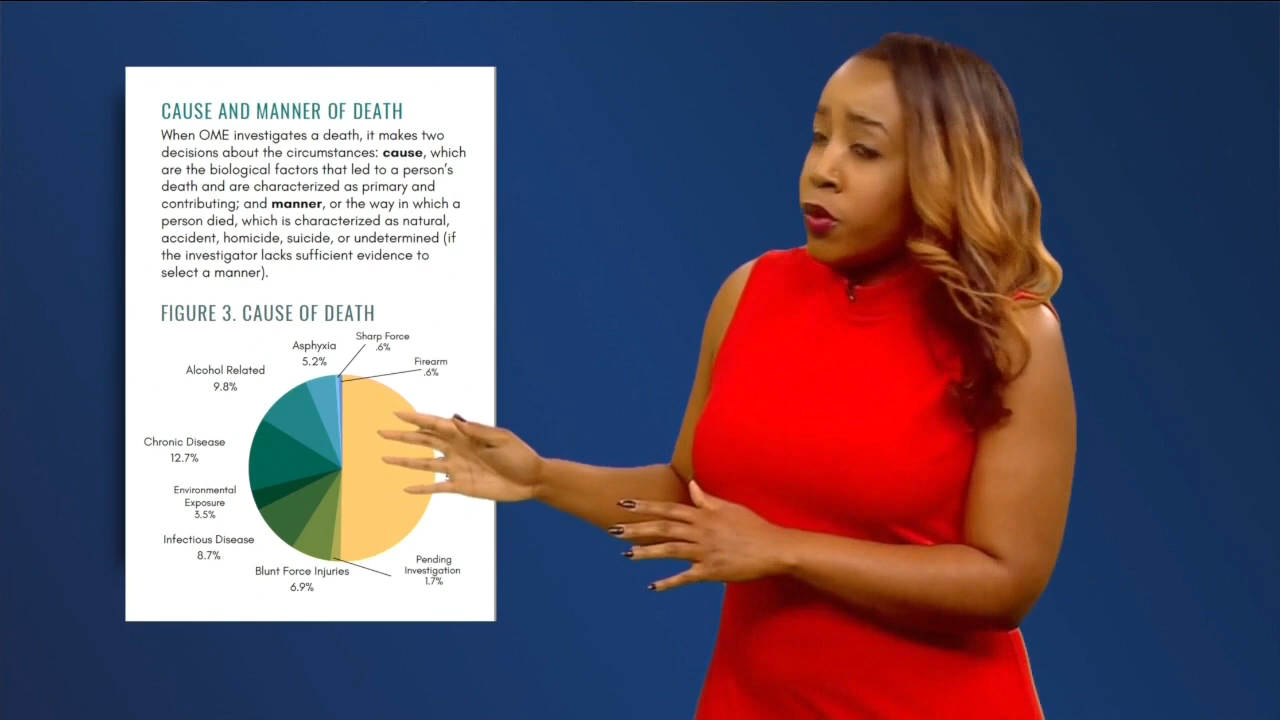 CAUSE AND MANNER OF DEATH
When OME investigates a death, it makes two
decisions about the circumstances: cause, which
are the biological factors that led to a person's
death and are characterized as primary and
contributing; and manner, or the way in which a
person died, which is characterized as natural,
accident, homicide, suicide, or undetermined (if
the investigator lacks sufficient evidence to
select a manner).
FIGURE 3. CAUSE OF DEATH
Sharp Force
.6%
Asphyxia
5.2%
Firearm
.6%
Alcohol Related
9.8%
Chronic Disease
12.7%
Environmental
Exposure
3.5%
Infectious Disease
8.7%
Blunt Force Injuries
6.9%
Pending
Investigation
1.7%